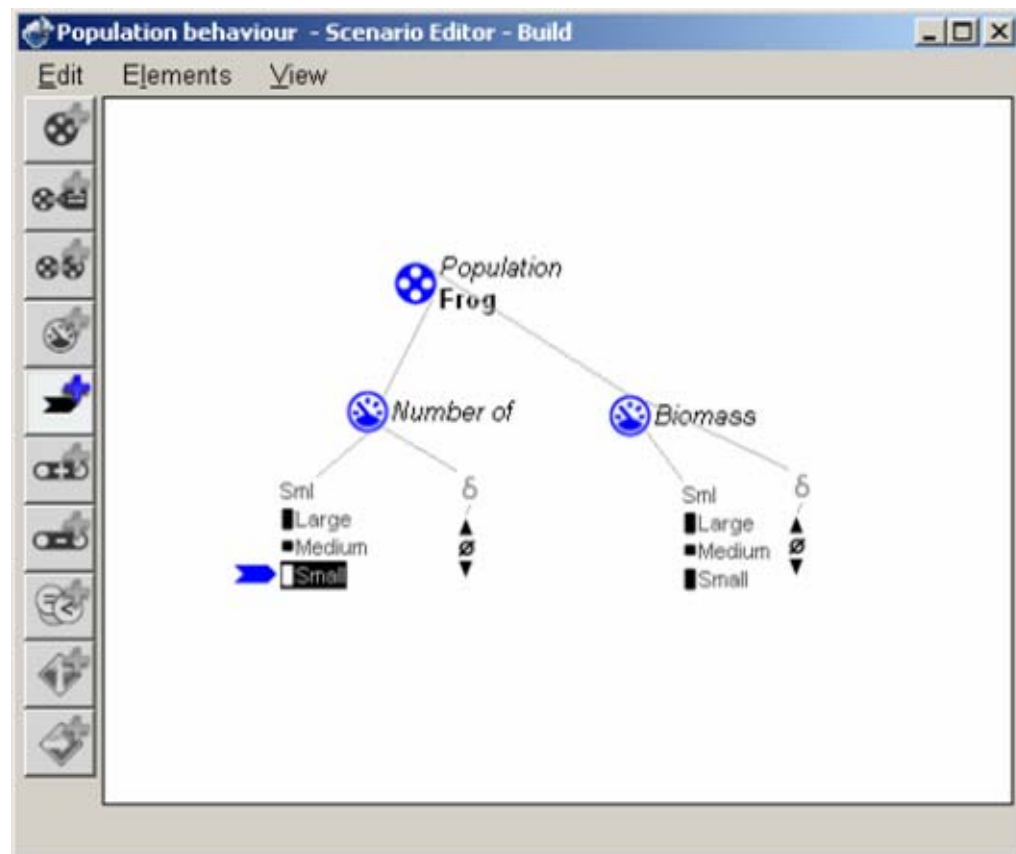 Population behaviour - Scenario Editor - Build
Edit Elements View
Population
Frog
Number of
Biomass
Sml
δ
Large
Medium
ø
Small
Sml
δ
Large
Medium
ø
Small